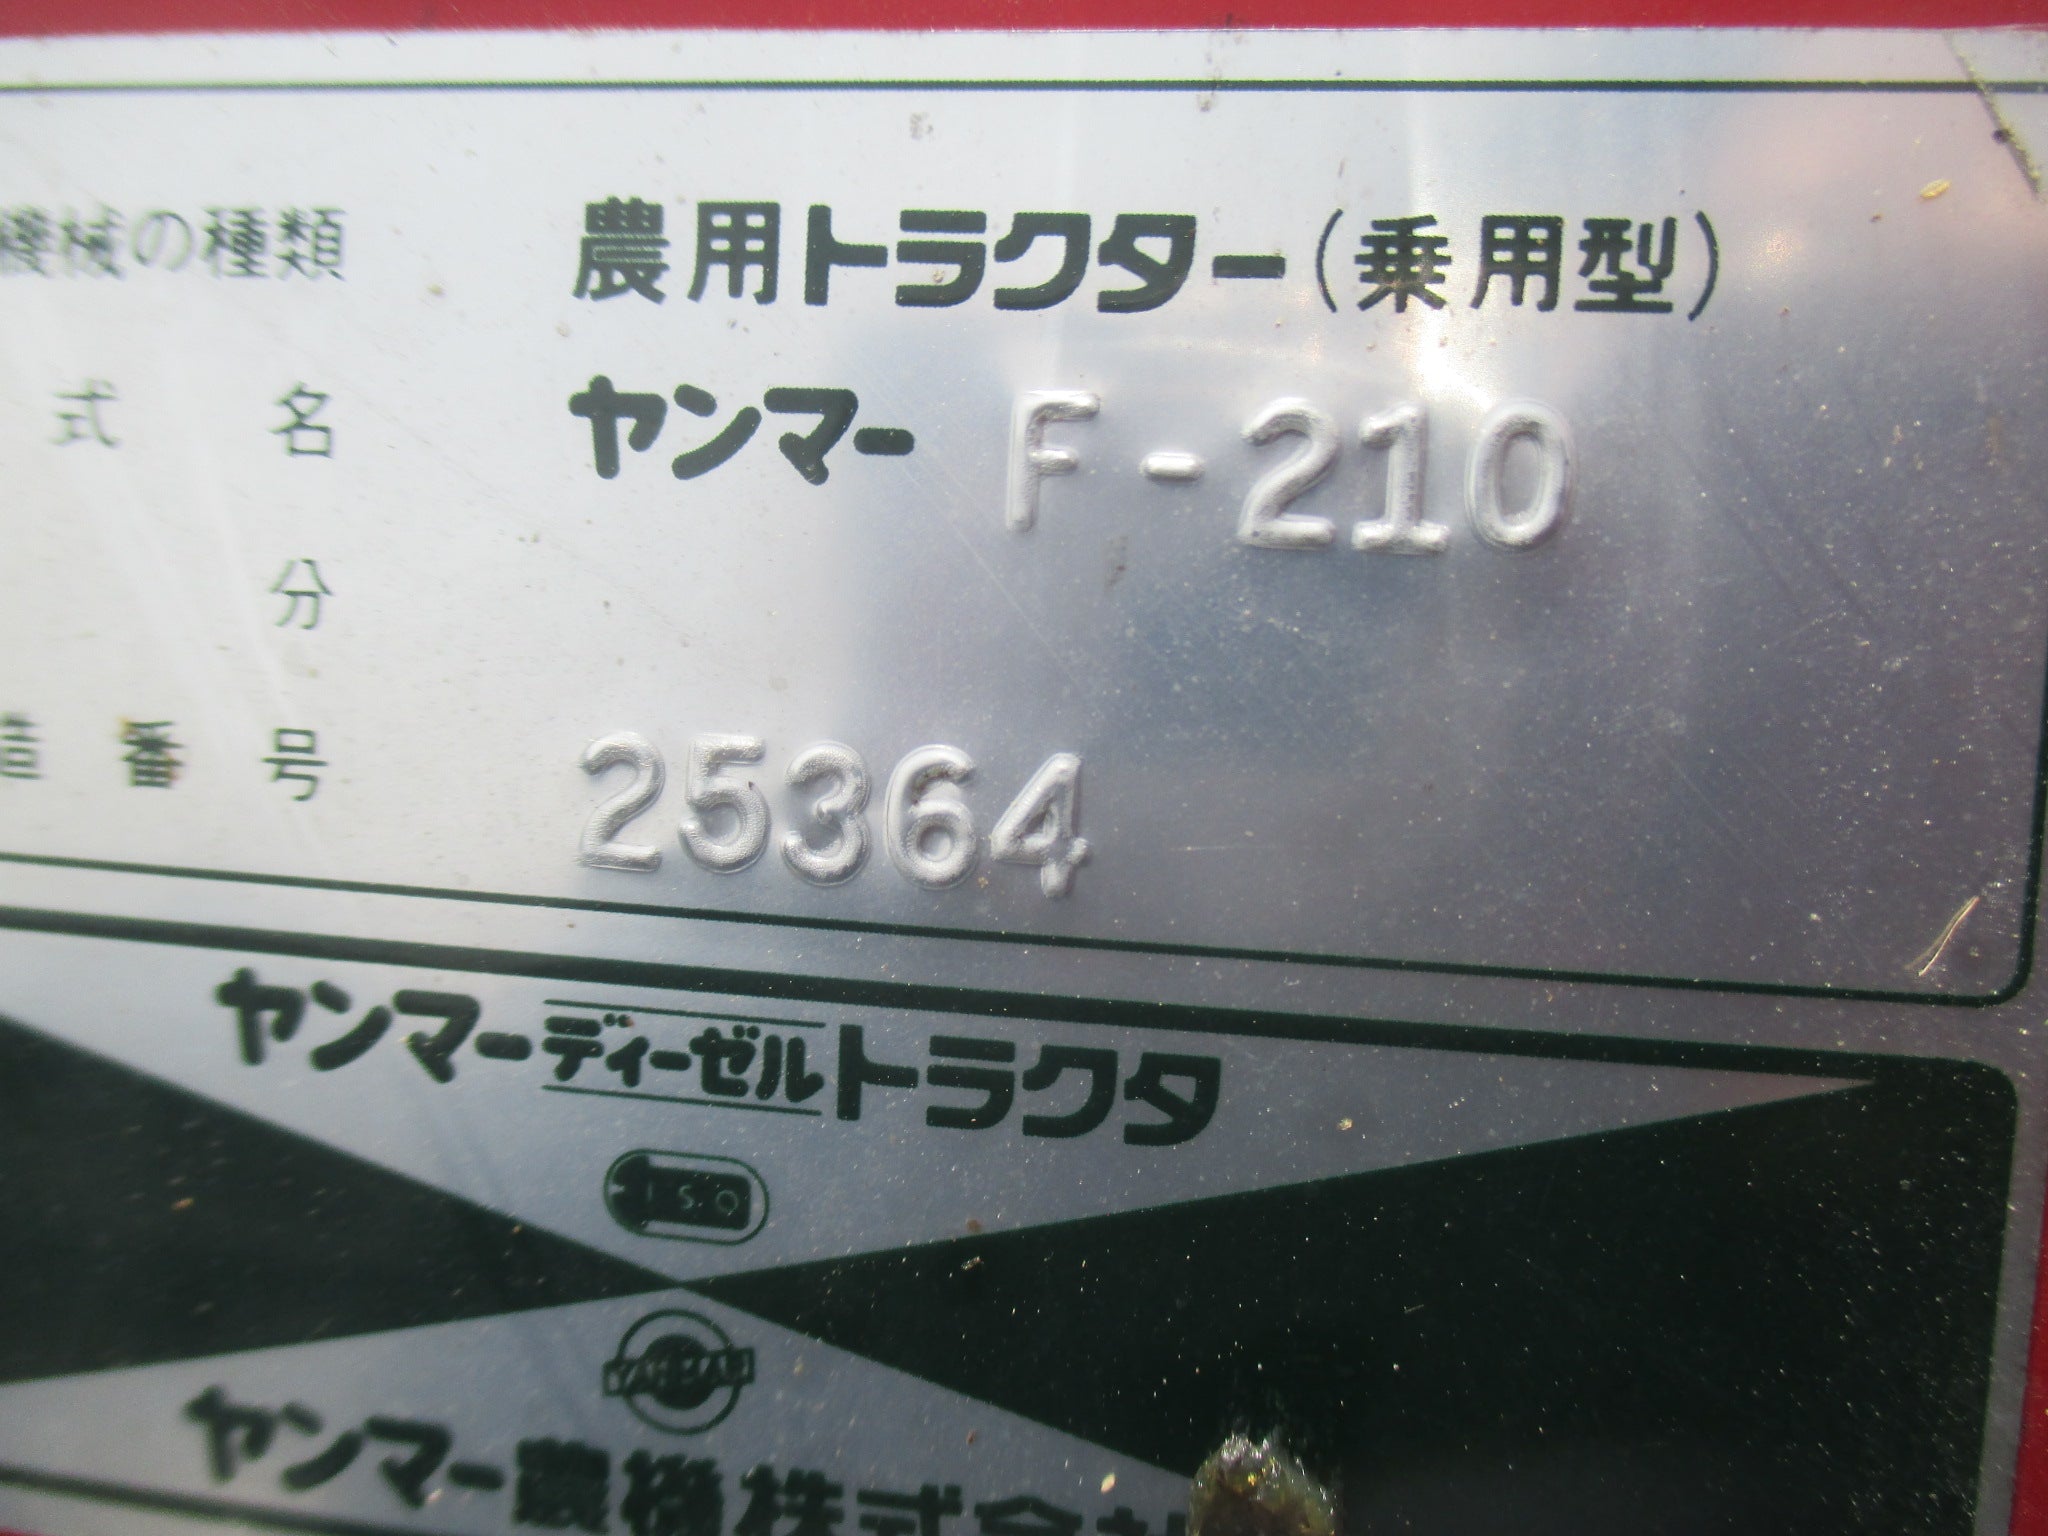 機械の種類 農用トラクター(乗用型)
式名 ヤンマー F-210
分
番号 25364
ヤンマーディーゼルトラクタ
YANMAR
ヤンマー農機株式会社